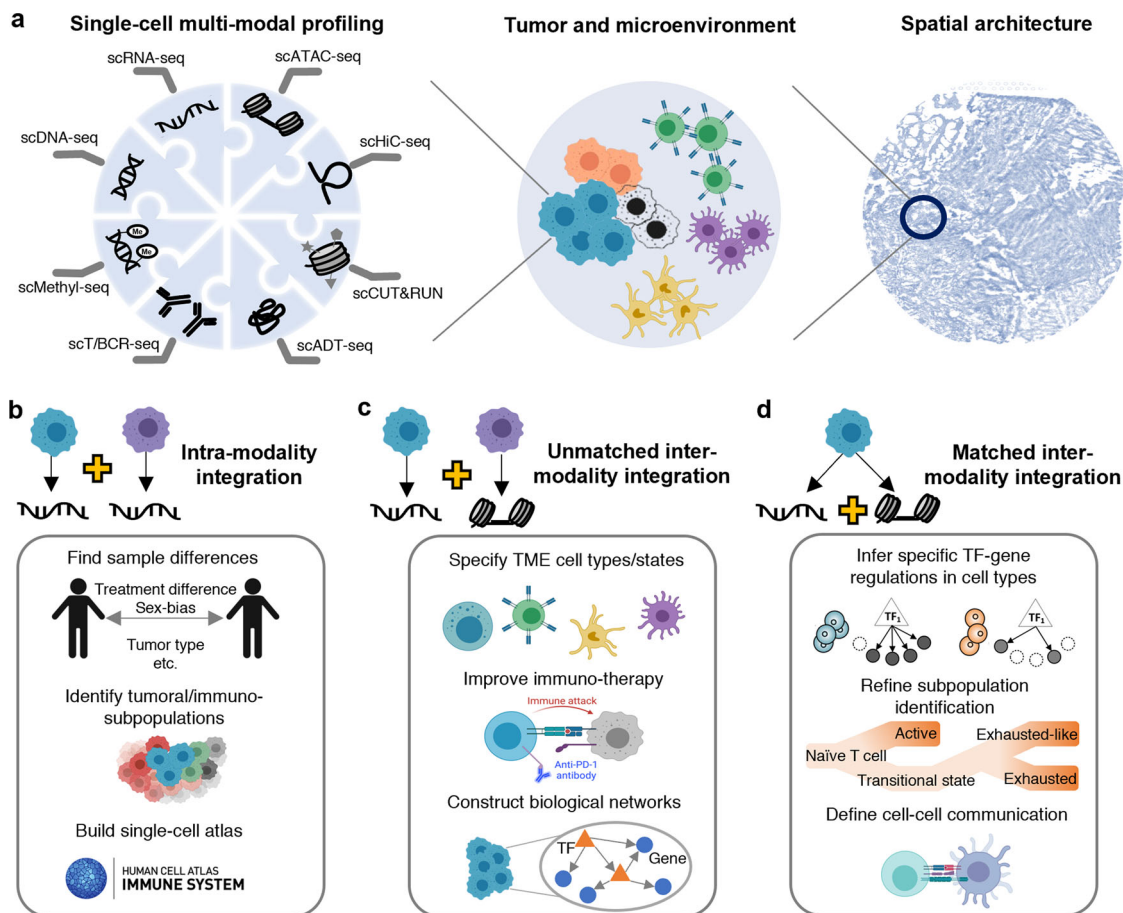 a
Single-cell multi-modal profiling
Tumor and microenvironment
Spatial architecture
scRNA-seq
scATAC-seq
scDNA-seq
scHiC-seq
Me
Me
scMethyl-seq
scCUT&RUN
scT/BCR-seq
scADT-seq
b
Intra-modality
integration
Find sample differences
Treatment difference
Sex-bias
Tumor type
etc.
Identify tumoral/immuno-
subpopulations
Build single-cell atlas
HUMAN CELL ATLAS
IMMUNE SYSTEM
c
Unmatched inter-
modality integration
Specify TME cell types/states
Improve immuno-therapy
Immune attack
Anti-PD-1
antibody
Construct biological networks
TF
Gene
d
Matched inter-
modality integration
Infer specific TF-gene
regulations in cell types
TF₁
TF₁
Refine subpopulation
identification
Active
Exhausted-like
Naïve T cell
Transitional state
Exhausted
Define cell-cell communication